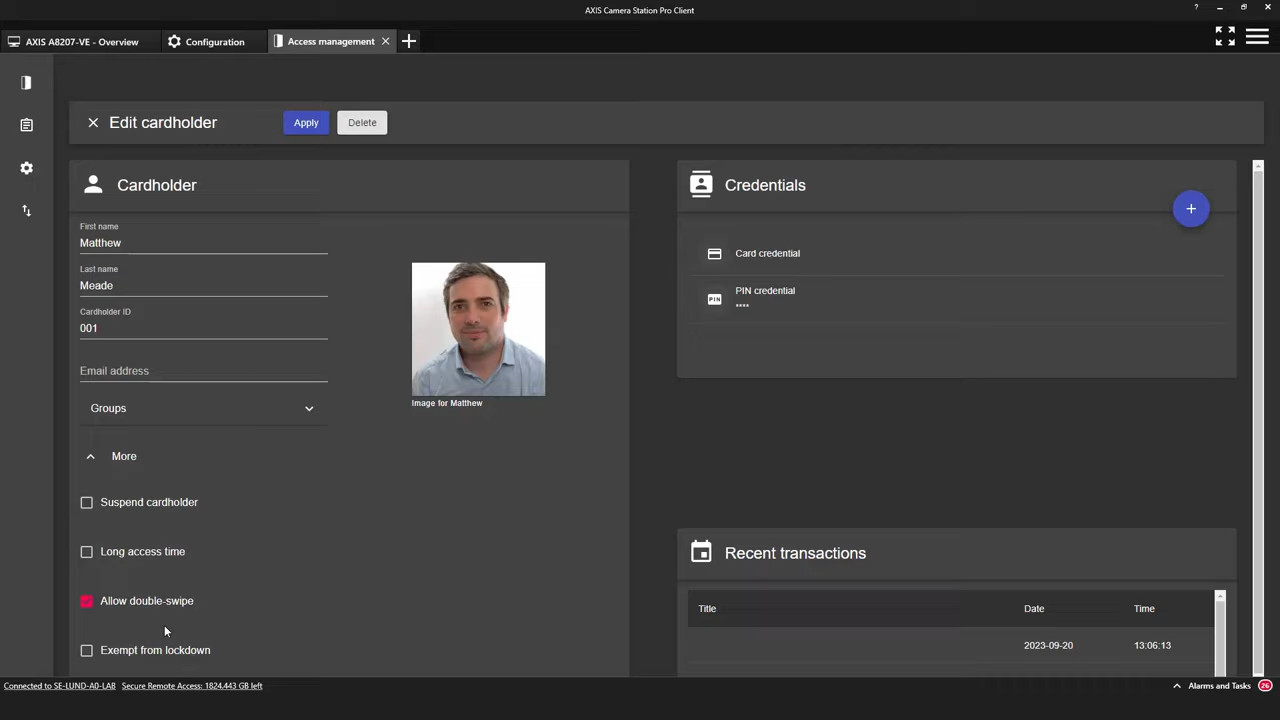 AXIS Camera Station Pro Client
AXIS A8207-VE - Overview
Configuration
Access management
Edit cardholder
Apply
Delete
Cardholder
First name
Matthew
Last name
Meade
Cardholder ID
001
Email address
Groups
More
Suspend cardholder
Long access time
Allow double-swipe
Exempt from lockdown
Image for Matthew
Credentials
Card credential
PIN
PIN credential
****
Recent transactions
Title Date Time
2023-09-20 13:06:13
Connected to SE-LUND-A0-LAB Secure Remote Access: 1824.443 GB left
Alarms and Tasks 26